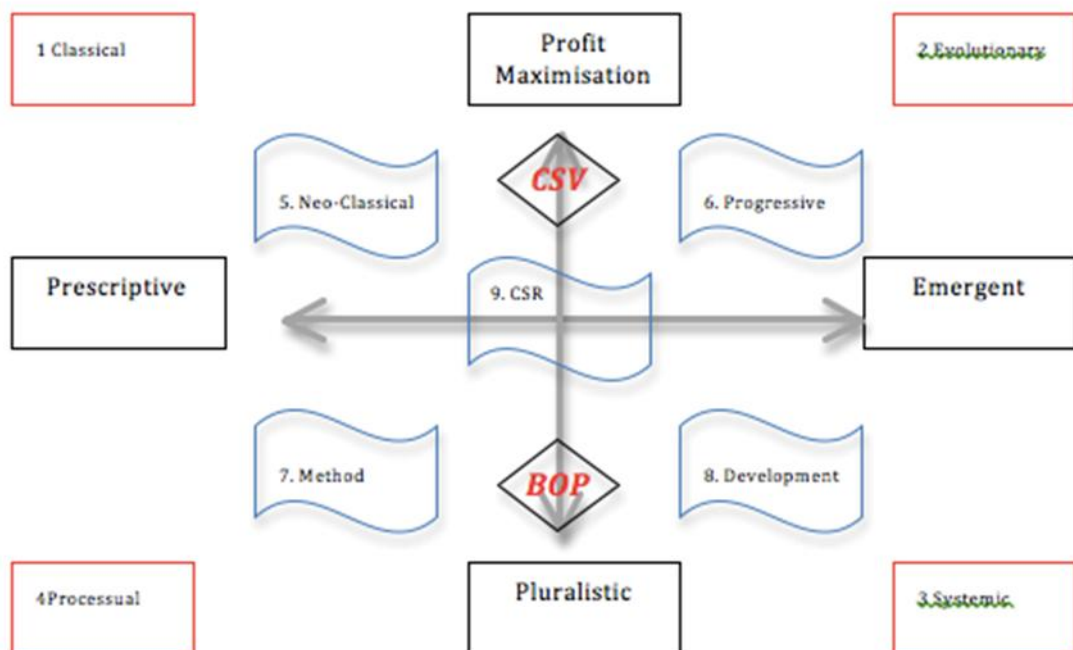 1 Classical
Profit
Maximisation
2 Evolutionary
CSV
5. Neo-Classical
6. Progressive
Prescriptive
9. CSR
Emergent
7. Method
BOP
8. Development
4Processual
Pluralistic
3 Systemic